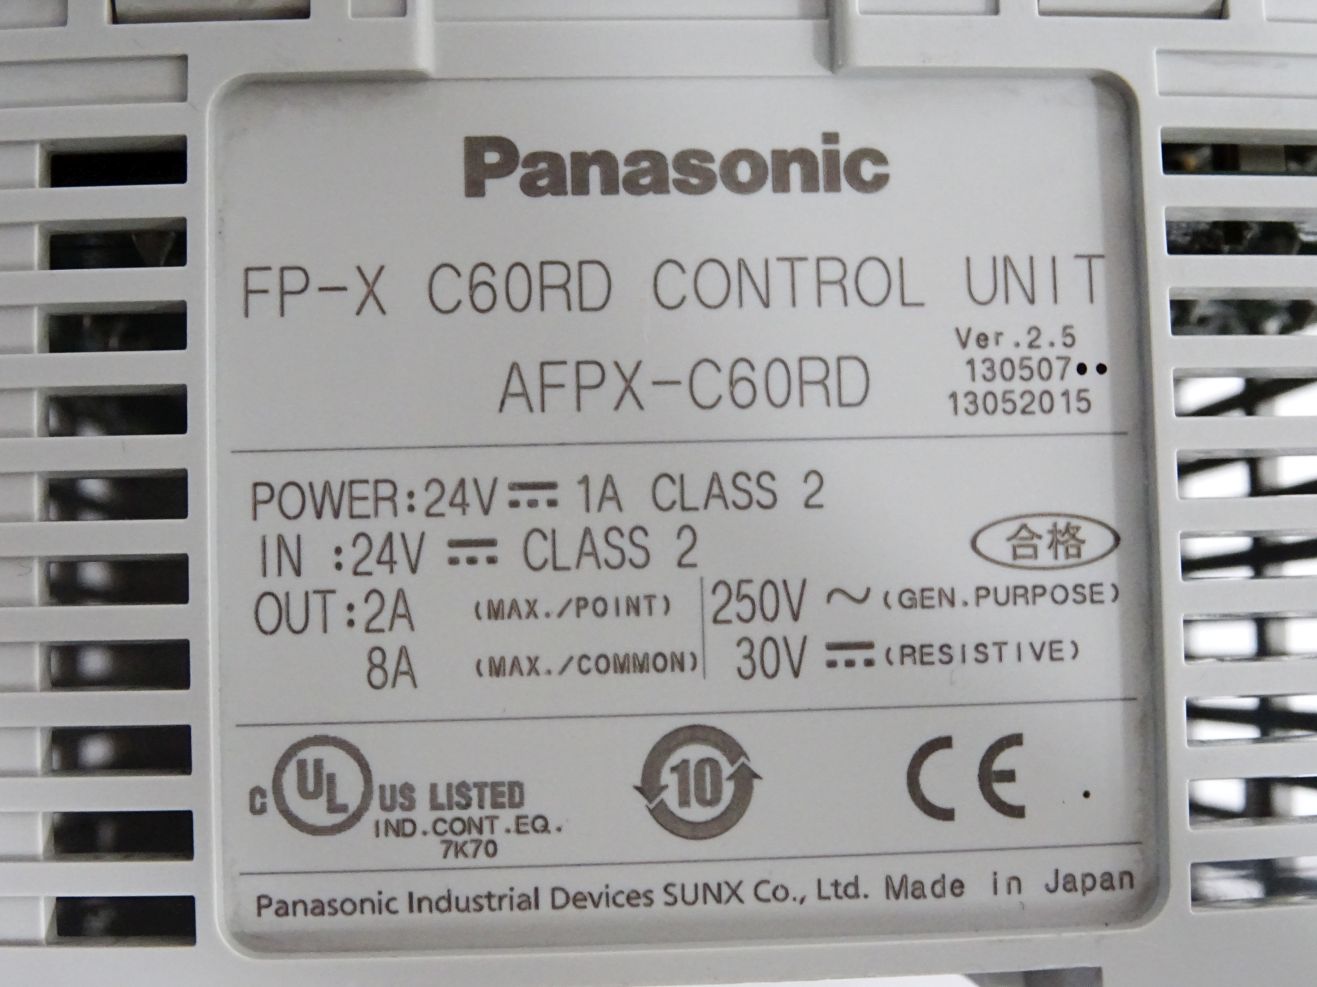 Panasonic
FP-X C60RD CONTROL UNIT
Ver.2.5
AFPX-C60RD
130507••
13052015
POWER:24V⎓ 1A CLASS 2
IN :24V ⎓ CLASS 2
合格
OUT:2A (MAX./POINT) 250V ～(GEN.PURPOSE)
8A (MAX./COMMON) 30V ⎓(RESISTIVE)
C UL US LISTED
IND.CONT.EQ.
7K70
10
CE
Panasonic Industrial Devices SUNX Co., Ltd. Made in Japan